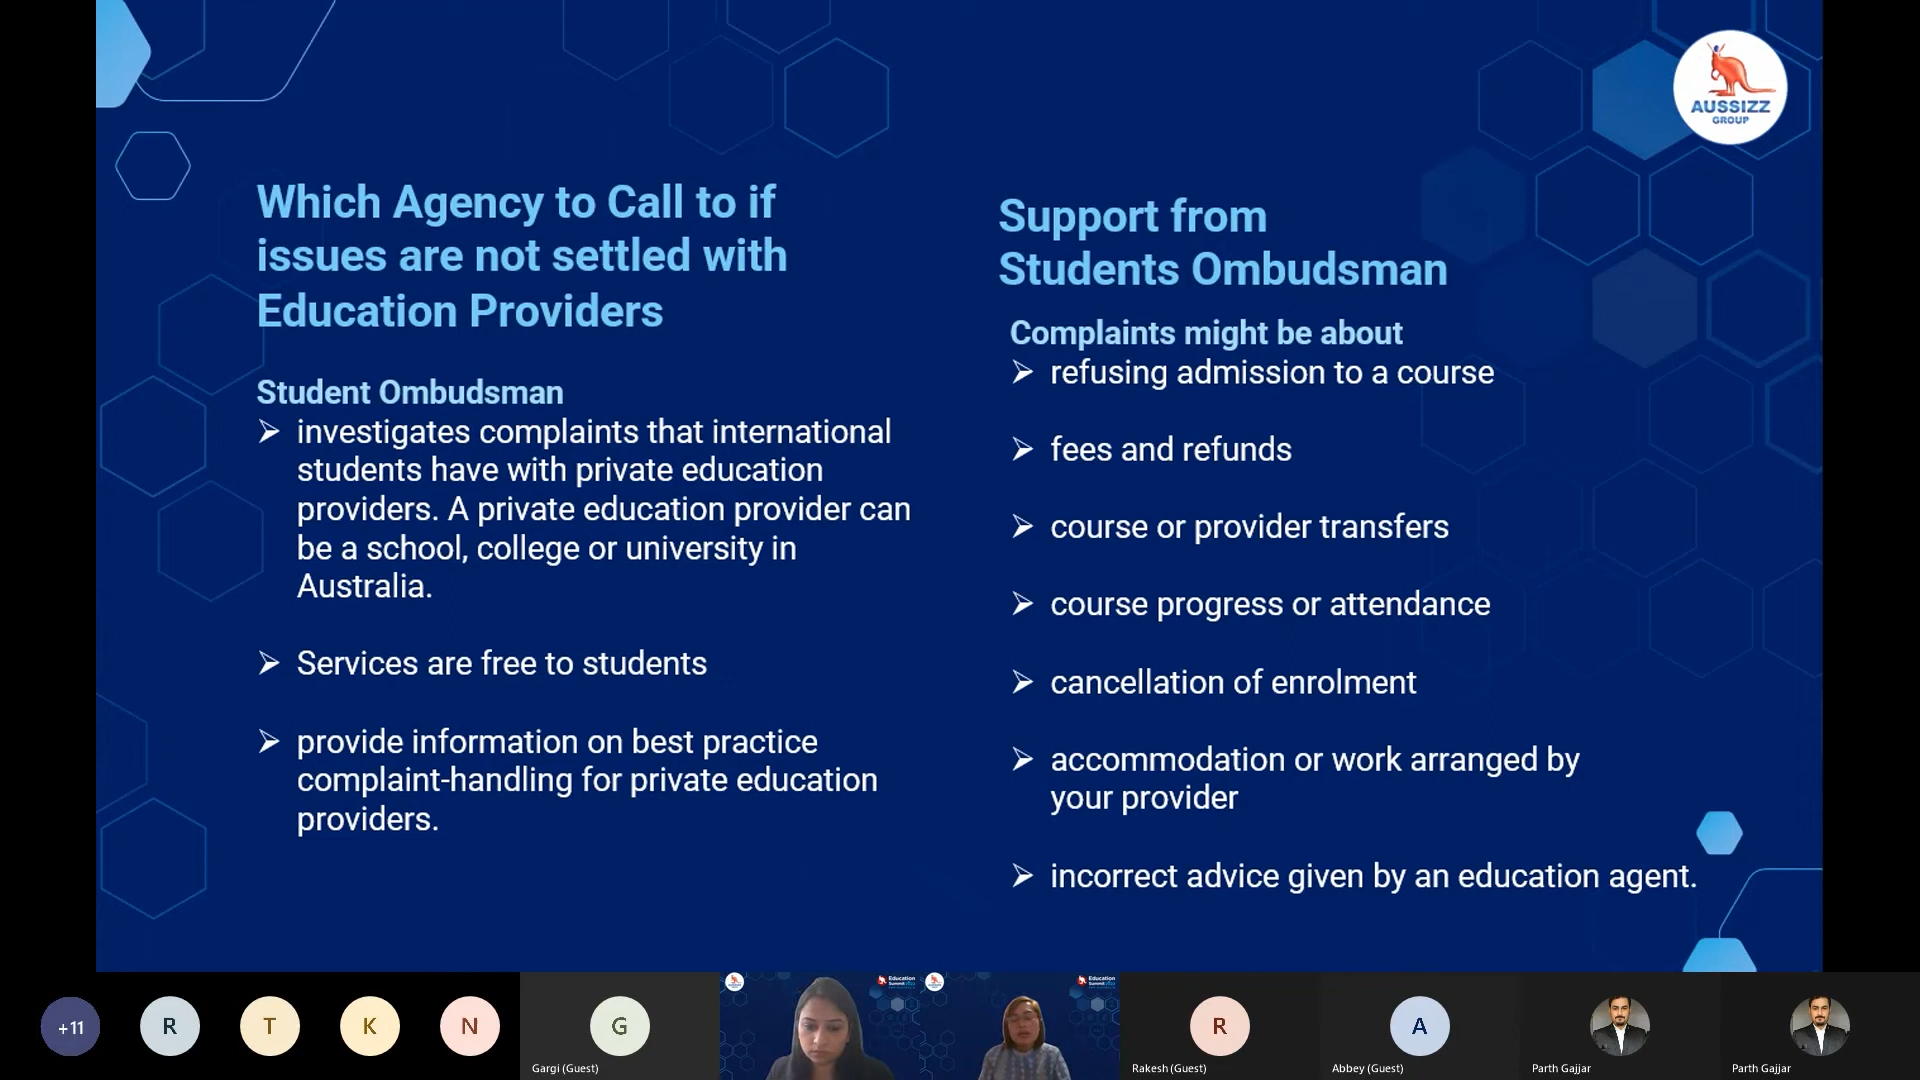 AUSSIZZ
GROUP
Which Agency to Call to if
issues are not settled with
Education Providers
Student Ombudsman
➢ investigates complaints that international
students have with private education
providers. A private education provider can
be a school, college or university in
Australia.
➢ Services are free to students
➢ provide information on best practice
complaint-handling for private education
providers.
Support from
Students Ombudsman
Complaints might be about
➢ refusing admission to a course
➢ fees and refunds
➢ course or provider transfers
➢ course progress or attendance
➢ cancellation of enrolment
➢ accommodation or work arranged by
your provider
➢ incorrect advice given by an education agent.
+11
R
T
K
N
G
Gargi (Guest)
Education
Summit
Education
Summit
R
Rakesh (Guest)
A
Abbey (Guest)
Parth Gajjar
Parth Gajjar